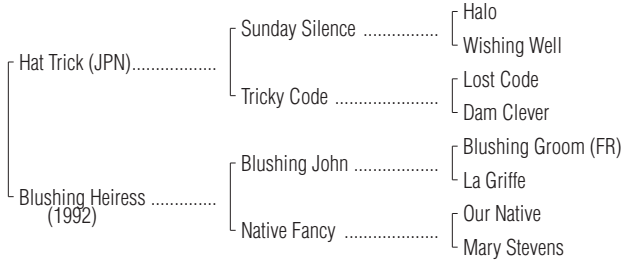 Halo
Sunday Silence ..................
Wishing Well
Hat Trick (JPN)....................
Lost Code
Tricky Code .........................
Dam Clever
Blushing Groom (FR)
Blushing John .....................
La Griffe
Blushing Heiress ................
(1992)
Our Native
Native Fancy ......................
Mary Stevens